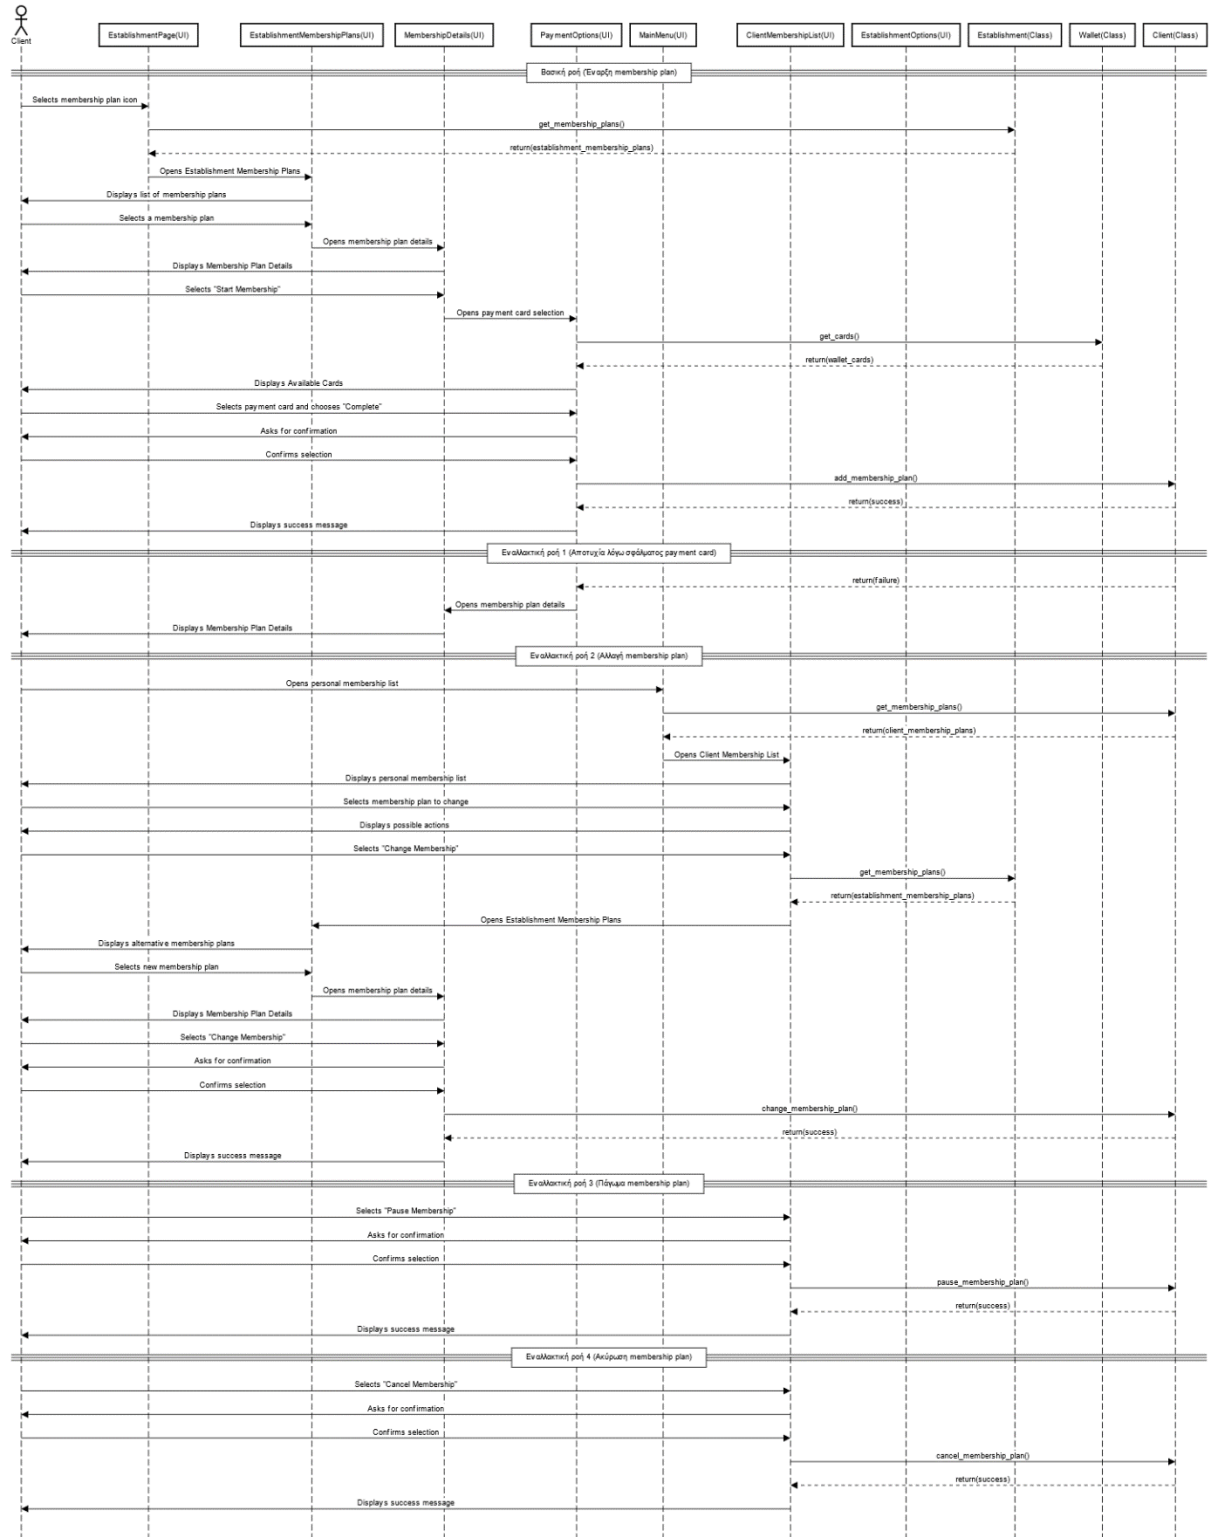 Client
EstablishmentPage(UI)
EstablishmentMembershipPlans(UI)
MembershipDetails(UI)
PaymentOptions(UI)
MainMenu(UI)
ClientMembershipList(UI)
EstablishmentOptions(UI)
Establishment(Class)
Wallet(Class)
Client(Class)
Βασική ροή (Έναρξη membership plan)
Selects membership plan icon
get_membership_plans()
return(establishment_membership_plans)
Opens Establishment Membership Plans
Displays list of membership plans
Selects a membership plan
Opens membership plan details
Displays Membership Plan Details
Selects "Start Membership"
Opens payment card selection
get_cards()
return(wallet_cards)
Displays Available Cards
Selects payment card and chooses "Complete"
Asks for confirmation
Confirms selection
add_membership_plan()
return(success)
Displays success message
Εναλλακτική ροή 1 (Αποτυχία λόγω σφάλματος payment card)
return(failure)
Opens membership plan details
Displays Membership Plan Details
Εναλλακτική ροή 2 (Αλλαγή membership plan)
Opens personal membership list
get_membership_plans()
return(client_membership_plans)
Opens Client Membership List
Displays personal membership list
Selects membership plan to change
Displays possible actions
Selects "Change Membership"
get_membership_plans()
return(establishment_membership_plans)
Opens Establishment Membership Plans
Displays alternative membership plans
Selects new membership plan
Opens membership plan details
Displays Membership Plan Details
Selects "Change Membership"
Asks for confirmation
Confirms selection
change_membership_plan()
return(success)
Displays success message
Εναλλακτική ροή 3 (Πάγωμα membership plan)
Selects "Pause Membership"
Asks for confirmation
Confirms selection
pause_membership_plan()
return(success)
Displays success message
Εναλλακτική ροή 4 (Ακύρωση membership plan)
Selects "Cancel Membership"
Asks for confirmation
Confirms selection
cancel_membership_plan()
return(success)
Displays success message